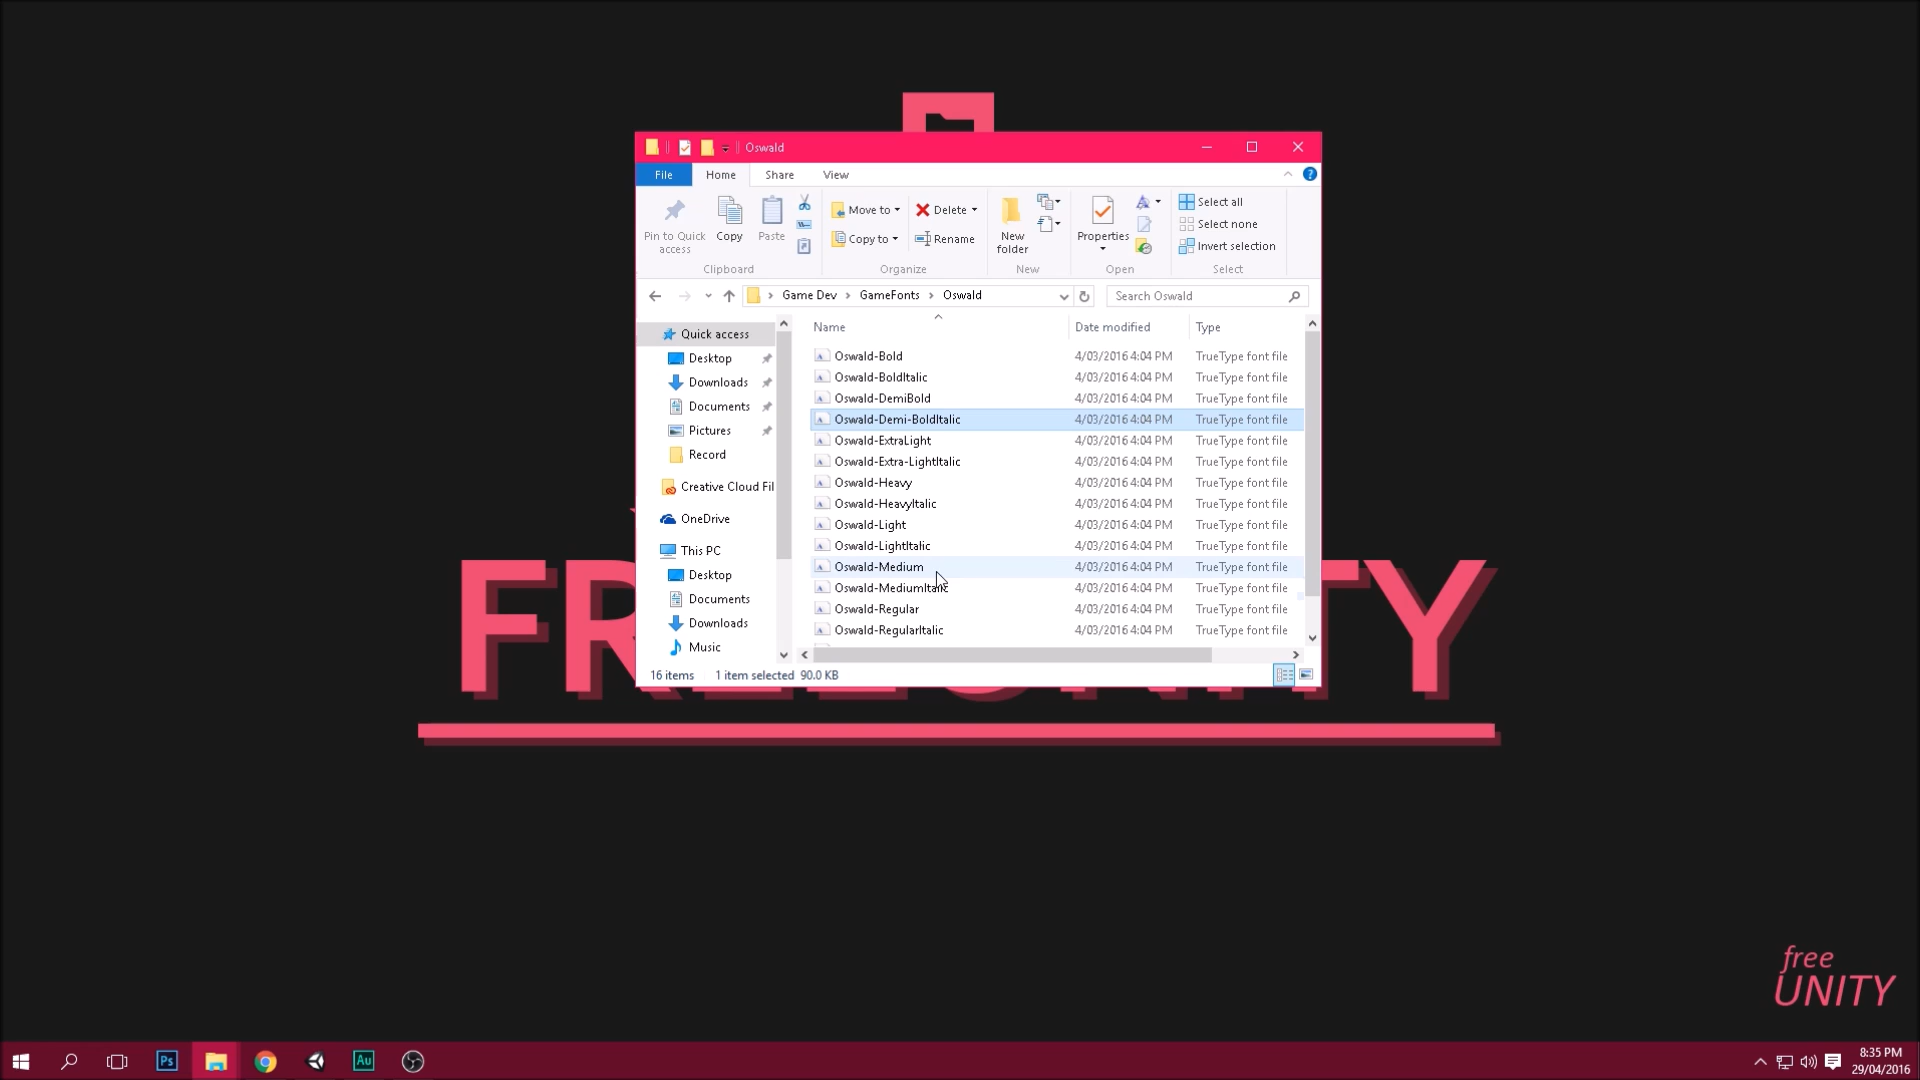 Oswald
File Home Share View
Pin to Quick access
Copy
Paste
Clipboard
Move to
Copy to
Delete
Rename
Organize
New folder
New
Properties
Open
Select all
Select none
Invert selection
Select
Game Dev GameFonts Oswald
Search Oswald
Quick access
Desktop
Downloads
Documents
Pictures
Record
Creative Cloud Fil
OneDrive
This PC
Desktop
Documents
Downloads
Music
Name Date modified Type
Oswald-Bold 4/03/2016 4:04 PM TrueType font file
Oswald-BoldItalic 4/03/2016 4:04 PM TrueType font file
Oswald-DemiBold 4/03/2016 4:04 PM TrueType font file
Oswald-Demi-BoldItalic 4/03/2016 4:04 PM TrueType font file
Oswald-ExtraLight 4/03/2016 4:04 PM TrueType font file
Oswald-Extra-LightItalic 4/03/2016 4:04 PM TrueType font file
Oswald-Heavy 4/03/2016 4:04 PM TrueType font file
Oswald-HeavyItalic 4/03/2016 4:04 PM TrueType font file
Oswald-Light 4/03/2016 4:04 PM TrueType font file
Oswald-LightItalic 4/03/2016 4:04 PM TrueType font file
Oswald-Medium 4/03/2016 4:04 PM TrueType font file
Oswald-MediumItalic 4/03/2016 4:04 PM TrueType font file
Oswald-Regular 4/03/2016 4:04 PM TrueType font file
Oswald-RegularItalic 4/03/2016 4:04 PM TrueType font file
16 items 1 item selected 90.0 KB
free
UNITY
Ps
Au
8:35 PM
29/04/2016